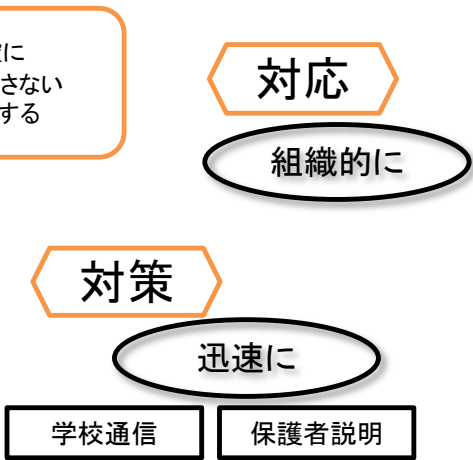 に
さない
する
対応
組織的に
対策
迅速に
学校通信
保護者説明